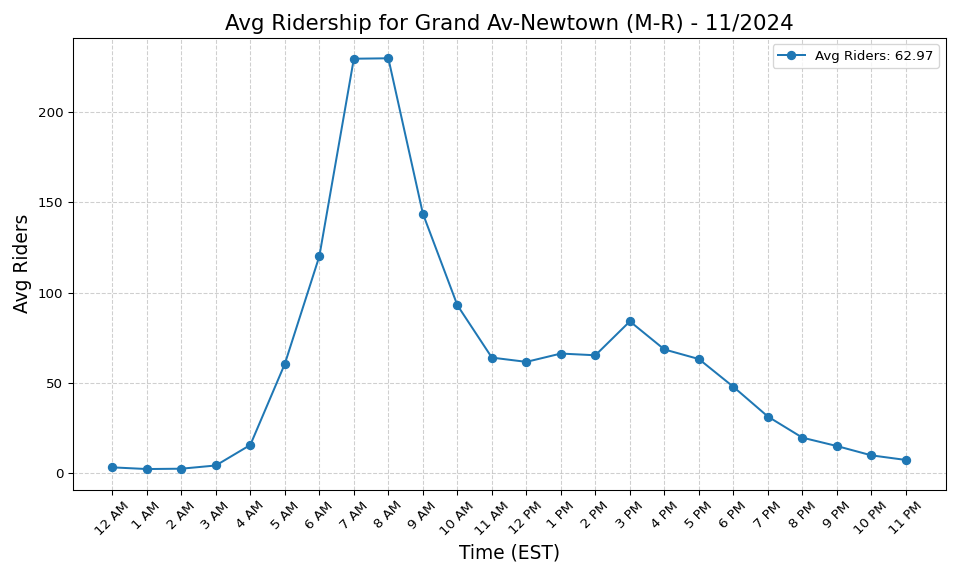 Avg Ridership for Grand Av-Newtown (M-R) - 11/2024
Avg Riders: 62.97
Avg Riders
200
150
100
50
0
12 AM
1 AM
2 AM
3 AM
4 AM
5 AM
6 AM
7 AM
8 AM
9 AM
10 AM
11 AM
12 PM
1 PM
2 PM
3 PM
4 PM
5 PM
6 PM
7 PM
8 PM
9 PM
10 PM
11 PM
Time (EST)